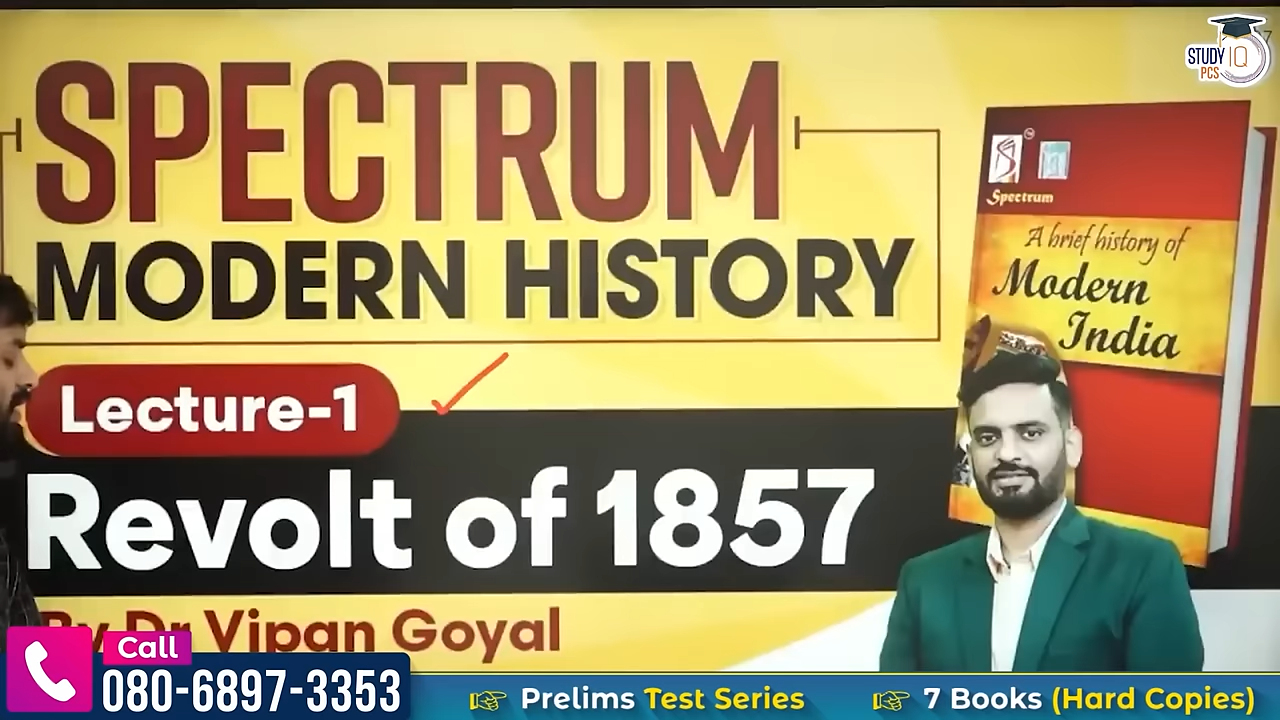 STUDY IQ
PCS
SPECTRUM
MODERN HISTORY
Spectrum
A brief history of
Modern
India
Lecture-1
Revolt of 1857
By Dr Vipan Goyal
Call
080-6897-3353
Prelims Test Series
7 Books (Hard Copies)